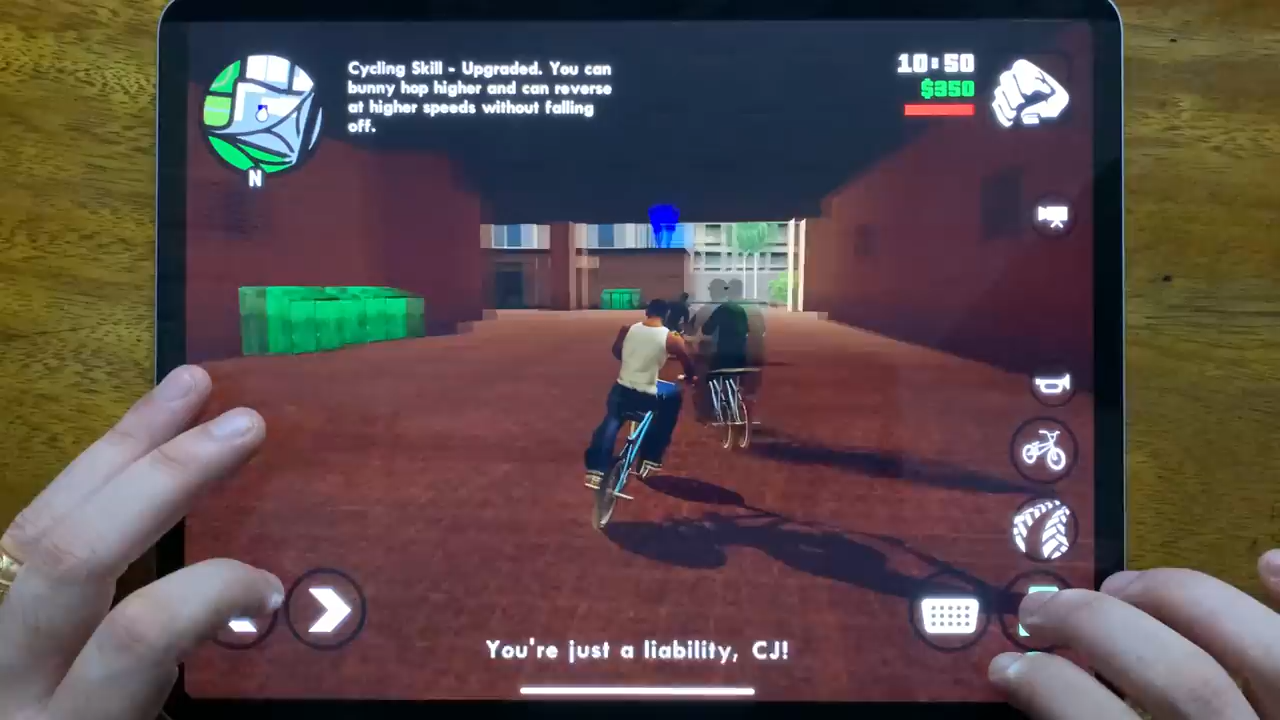 Cycling Skill - Upgraded. You can
bunny hop higher and can reverse
at higher speeds without falling
off.
10:50
$350
N
You're just a liability, CJ!